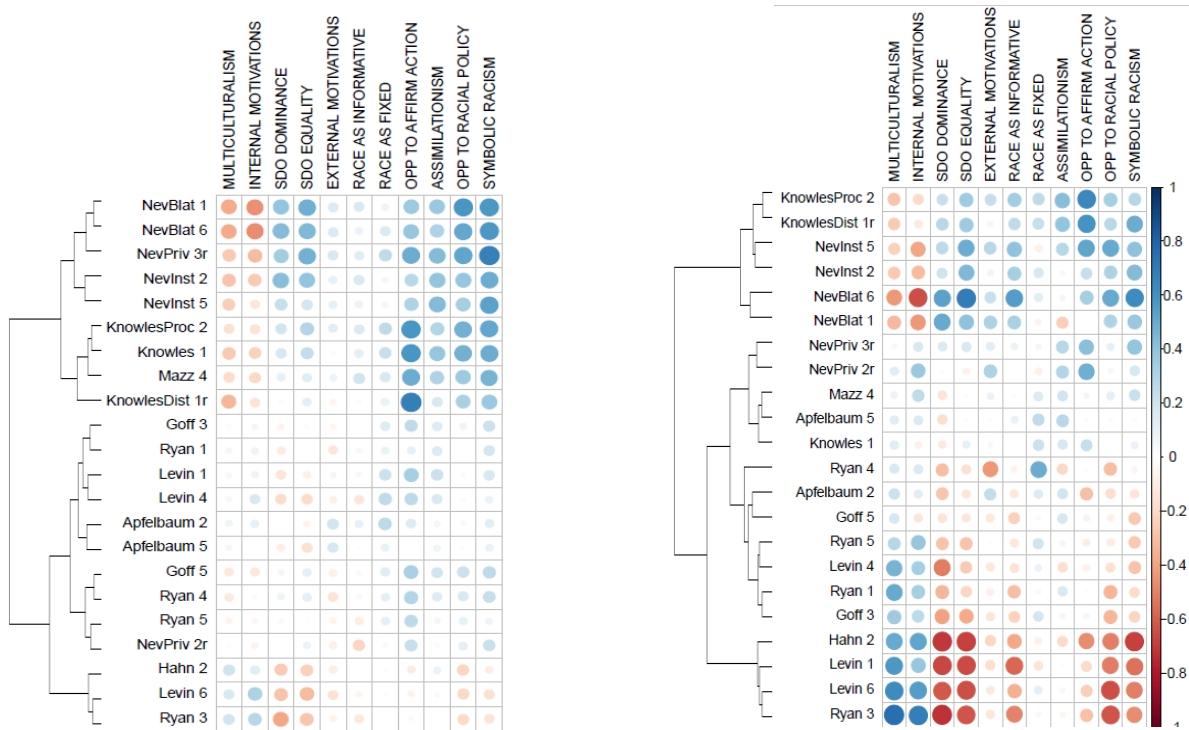 MULTICULTURALISM
INTERNAL MOTIVATIONS
SDO DOMINANCE
SDO EQUALITY
EXTERNAL MOTIVATIONS
RACE AS INFORMATIVE
RACE AS FIXED
OPP TO AFFIRM ACTION
ASSIMILATIONISM
OPP TO RACIAL POLICY
SYMBOLIC RACISM
NevBlat 1
NevBlat 6
NevPriv 3r
NevInst 2
NevInst 5
KnowlesProc 2
Knowles 1
Mazz 4
KnowlesDist 1r
Goff 3
Ryan 1
Levin 1
Levin 4
Apfelbaum 2
Apfelbaum 5
Goff 5
Ryan 4
Ryan 5
NevPriv 2r
Hahn 2
Levin 6
Ryan 3
MULTICULTURALISM
INTERNAL MOTIVATIONS
SDO DOMINANCE
SDO EQUALITY
EXTERNAL MOTIVATIONS
RACE AS INFORMATIVE
RACE AS FIXED
ASSIMILATIONISM
OPP TO AFFIRM ACTION
OPP TO RACIAL POLICY
SYMBOLIC RACISM
KnowlesProc 2
KnowlesDist 1r
NevInst 5
NevInst 2
NevBlat 6
NevBlat 1
NevPriv 3r
NevPriv 2r
Mazz 4
Apfelbaum 5
Knowles 1
Ryan 4
Apfelbaum 2
Goff 5
Ryan 5
Levin 4
Ryan 1
Goff 3
Hahn 2
Levin 1
Levin 6
Ryan 3
1
0.8
0.6
0.4
0.2
0
-0.2
-0.4
-0.6
-0.8
-1